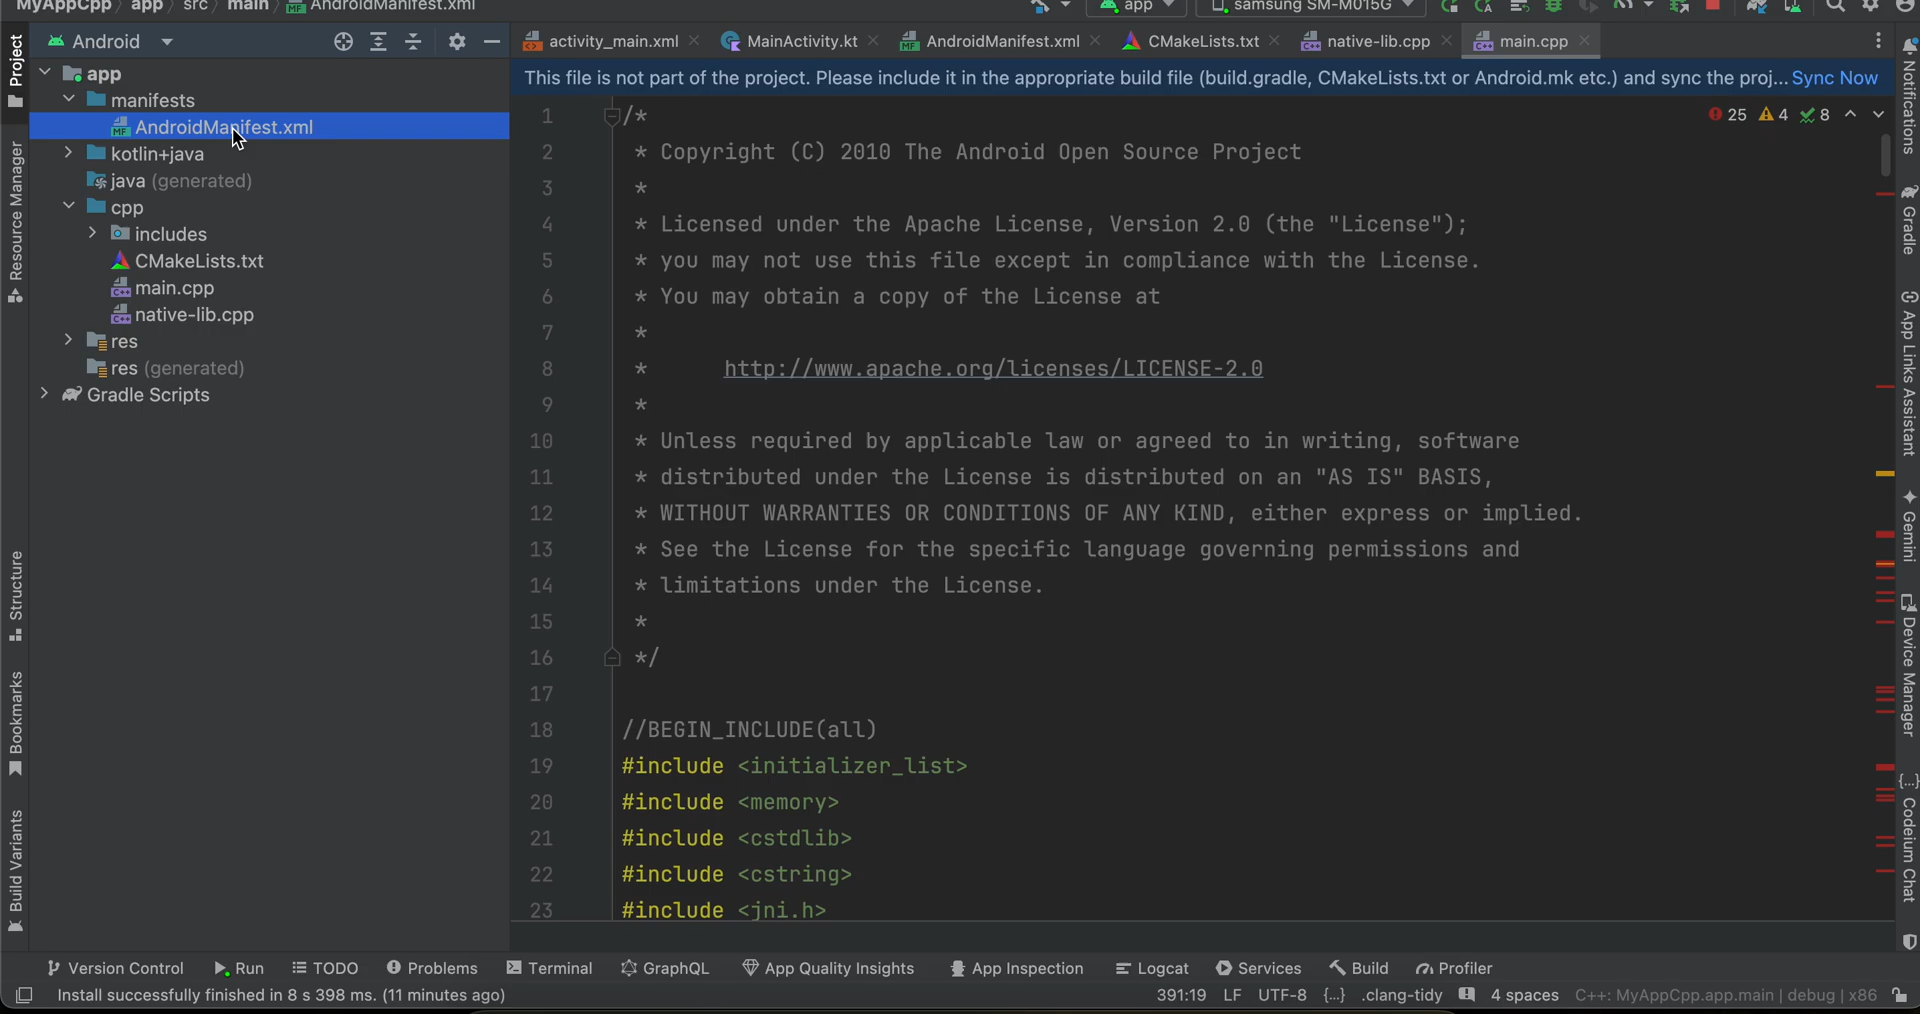 MyAppCpp app src main AndroidManifest.xml app samsung SM-M015G
Project
Resource Manager
Structure
Bookmarks
Build Variants
Android
app
manifests
AndroidManifest.xml
kotlin+java
java (generated)
cpp
includes
CMakeLists.txt
main.cpp
native-lib.cpp
res
res (generated)
Gradle Scripts
activity_main.xml MainActivity.kt AndroidManifest.xml CMakeLists.txt native-lib.cpp main.cpp
This file is not part of the project. Please include it in the appropriate build file (build.gradle, CMakeLists.txt or Android.mk etc.) and sync the proj... Sync Now
25 4 8
1 /*
2 * Copyright (C) 2010 The Android Open Source Project
3 *
4 * Licensed under the Apache License, Version 2.0 (the "License");
5 * you may not use this file except in compliance with the License.
6 * You may obtain a copy of the License at
7 *
8 * http://www.apache.org/licenses/LICENSE-2.0
9 *
10 * Unless required by applicable law or agreed to in writing, software
11 * distributed under the License is distributed on an "AS IS" BASIS,
12 * WITHOUT WARRANTIES OR CONDITIONS OF ANY KIND, either express or implied.
13 * See the License for the specific language governing permissions and
14 * limitations under the License.
15 *
16 */
17
18 //BEGIN_INCLUDE(all)
19 #include <initializer_list>
20 #include <memory>
21 #include <cstdlib>
22 #include <cstring>
23 #include <jni.h>
Notifications
Gradle
App Links Assistant
Gemini
Device Manager
{...} Codeium Chat
Version Control Run TODO Problems Terminal GraphQL App Quality Insights App Inspection Logcat Services Build Profiler
Install successfully finished in 8 s 398 ms. (11 minutes ago) 391:19 LF UTF-8 {..} .clang-tidy 4 spaces C++: MyAppCpp.app.main | debug | x86